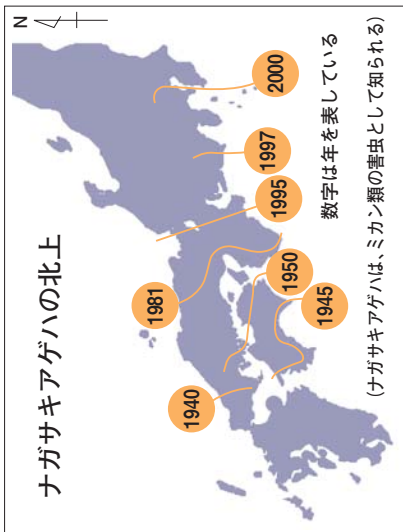 ナガサキアゲハの北上
N
1940
1945
1950
1981
1995
1997
2000
数字は年を表している
(ナガサキアゲハは、ミカン類の害虫として知られる)